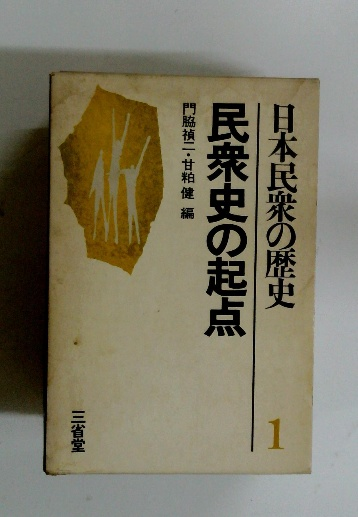 日本民衆の歴史
1
民衆史の起点
門脇禎二・甘粕健 編
三省堂